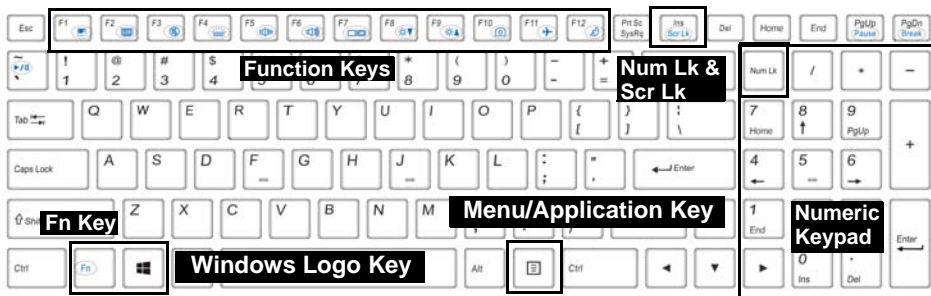 Esc F1 F2 F3 F4 F5 F6 F7 F8 F9 F10 F11 F12 Prt Sc Ins Del Home End PgUp PgDn
SysRq Scr Lk Pause Break
~ ! @ # $ * ( ) - + Num Lk / * -
` 1 2 3 4 8 9 0 - =
Function Keys
Num Lk &
Scr Lk
Tab Q W E R T Y U I O P { } ¦ 7 8 9 +
[ ] \ Home PgUp
Caps Lock A S D F G H J K L : " Enter 4 5 6
; ,
Z X C V B N M 1 Enter
End
Fn Key
Menu/Application Key
Numeric
Keypad
Ctrl Fn Alt Ctrl 0 .
Ins Del
Windows Logo Key